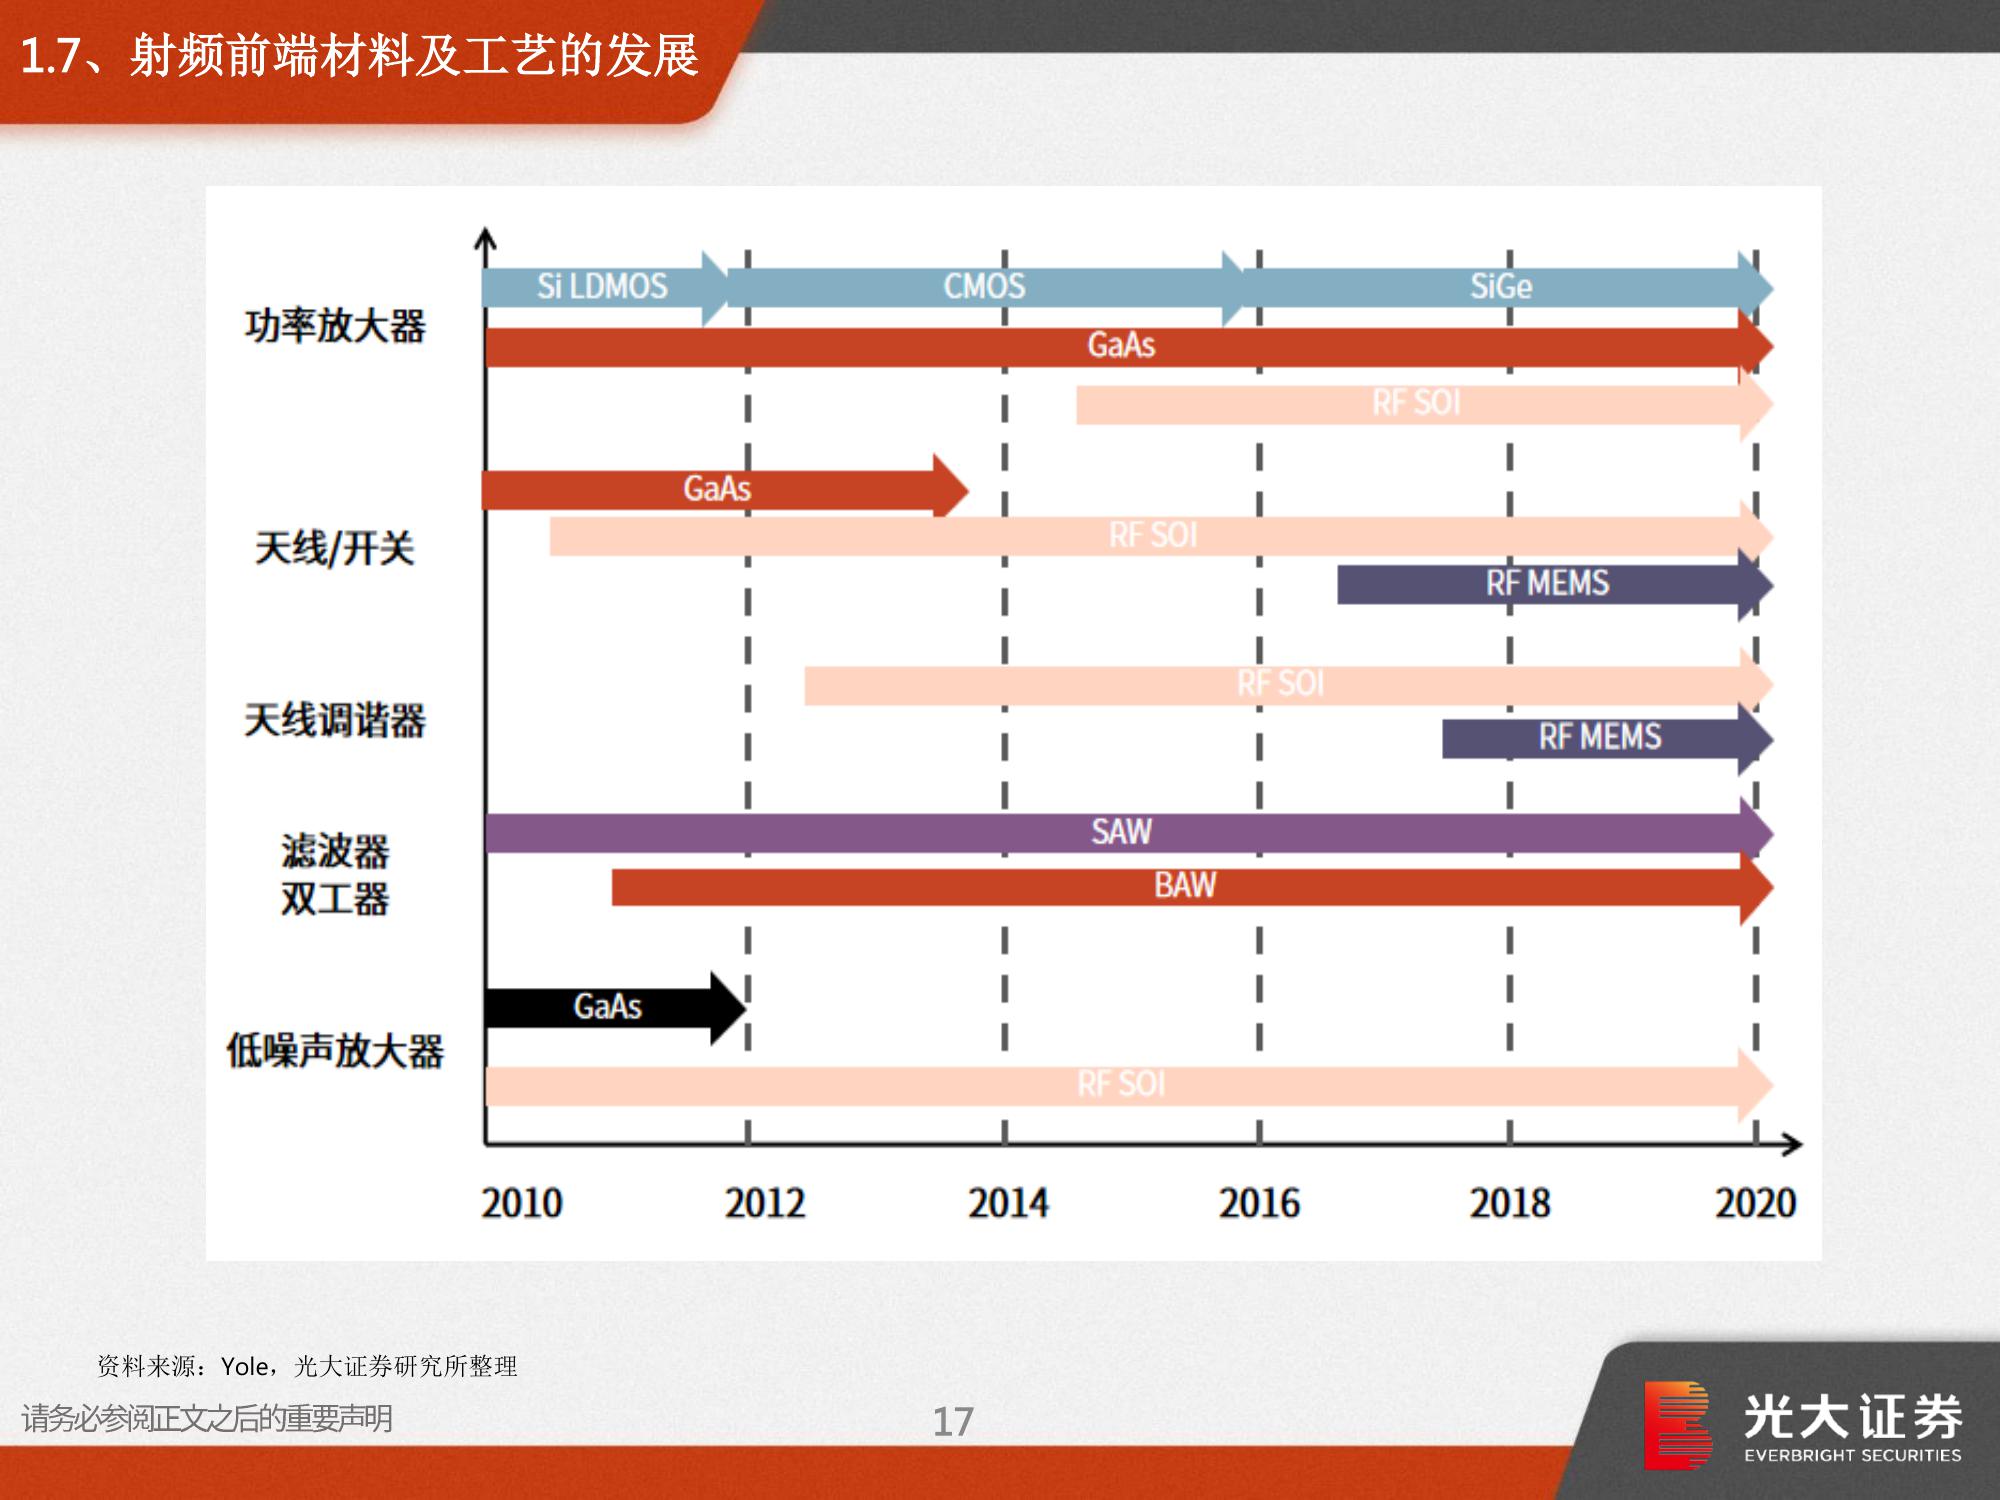 1.7、射频前端材料及工艺的发展
Si LDMOS CMOS SiGe
功率放大器
GaAs
RF SOI
GaAs
RF SOI
天线/开关
RF MEMS
RF SOI
天线调谐器
RF MEMS
SAW
滤波器
双工器
BAW
GaAs
低噪声放大器
RF SOI
2010 2012 2014 2016 2018 2020
资料来源：Yole，光大证券研究所整理
请务必参阅正文之后的重要声明
17
光大证券
EVERBRIGHT SECURITIES